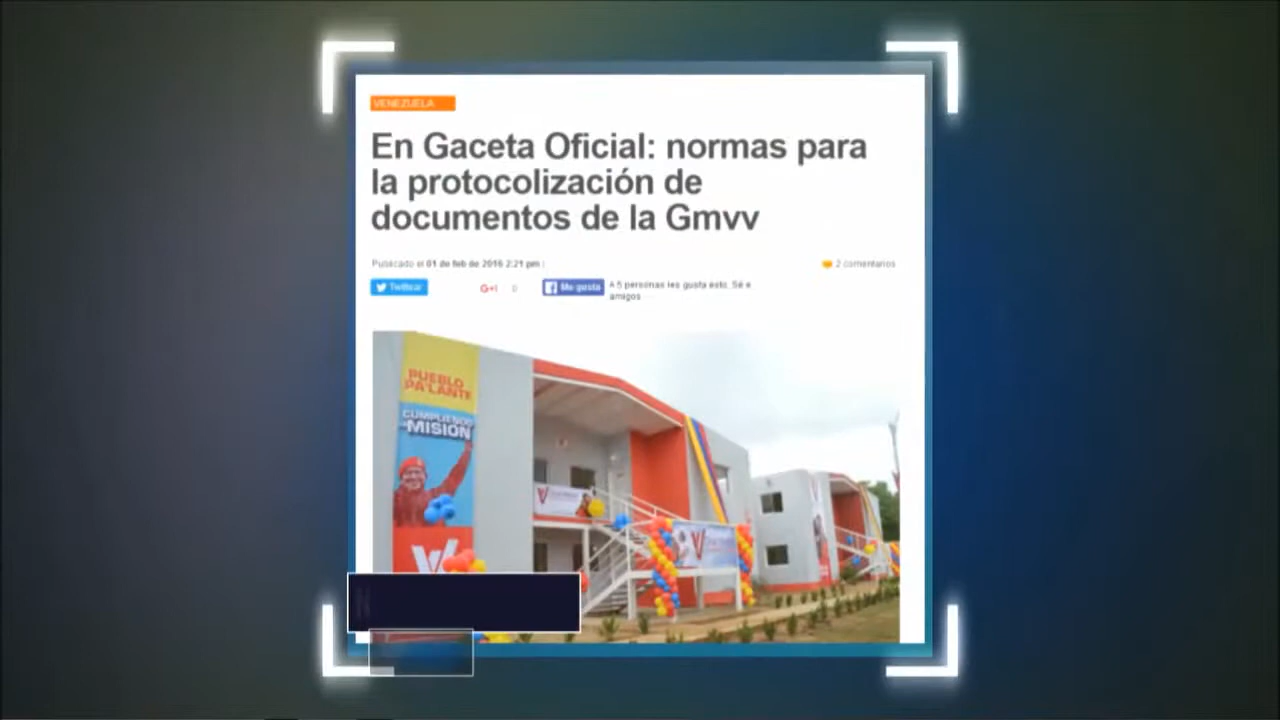 VENEZUELA
En Gaceta Oficial: normas para
la protocolización de
documentos de la Gmvv
Publicado el 01 de feb de 2016 2:21 pm |
2 comentarios
Twittear
G+1 0
Me gusta
A 5 personas les gusta esto. Sé e
amigos
PUEBLO
PA'LANTE
CUMPLIENDO
MISIÓN